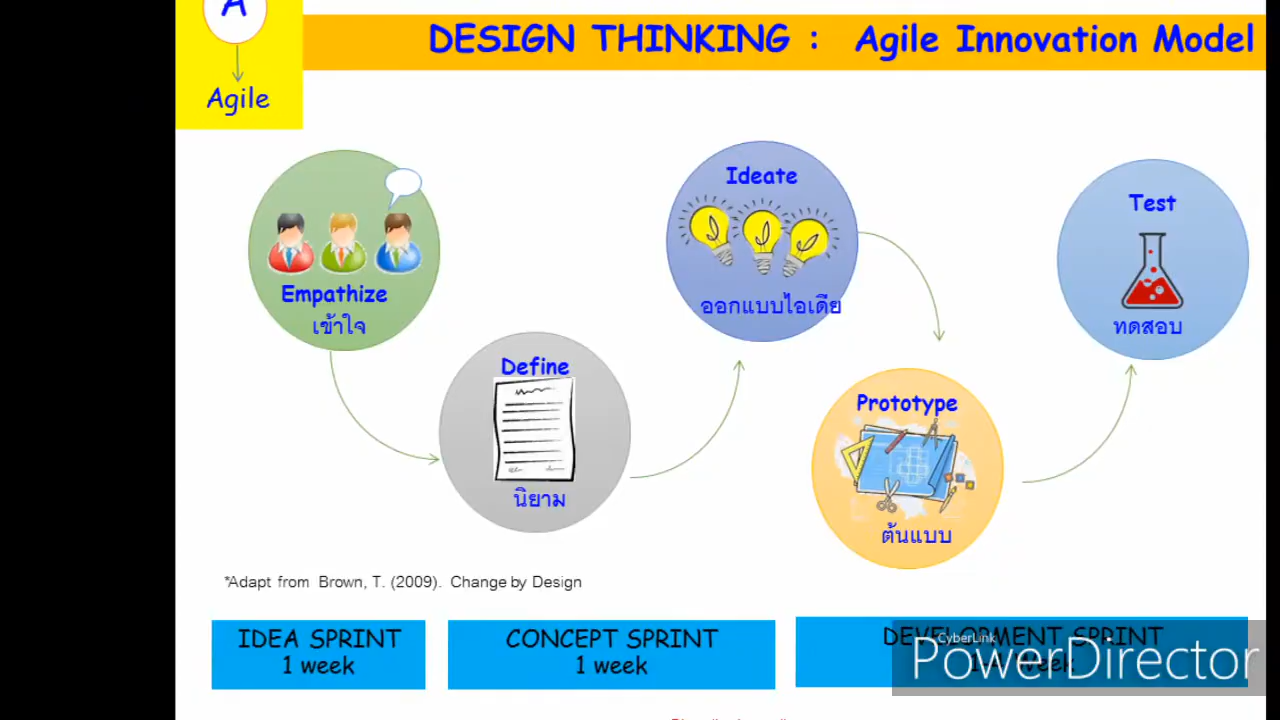 A
Agile
DESIGN THINKING : Agile Innovation Model
Empathize
เข้าใจ
Define
นิยาม
Ideate
ออกแบบไอเดีย
Prototype
ต้นแบบ
Test
ทดสอบ
*Adapt from Brown, T. (2009). Change by Design
IDEA SPRINT
1 week
CONCEPT SPRINT
1 week
DEVELOPMENT SPRINT
CyberLink
PowerDirector